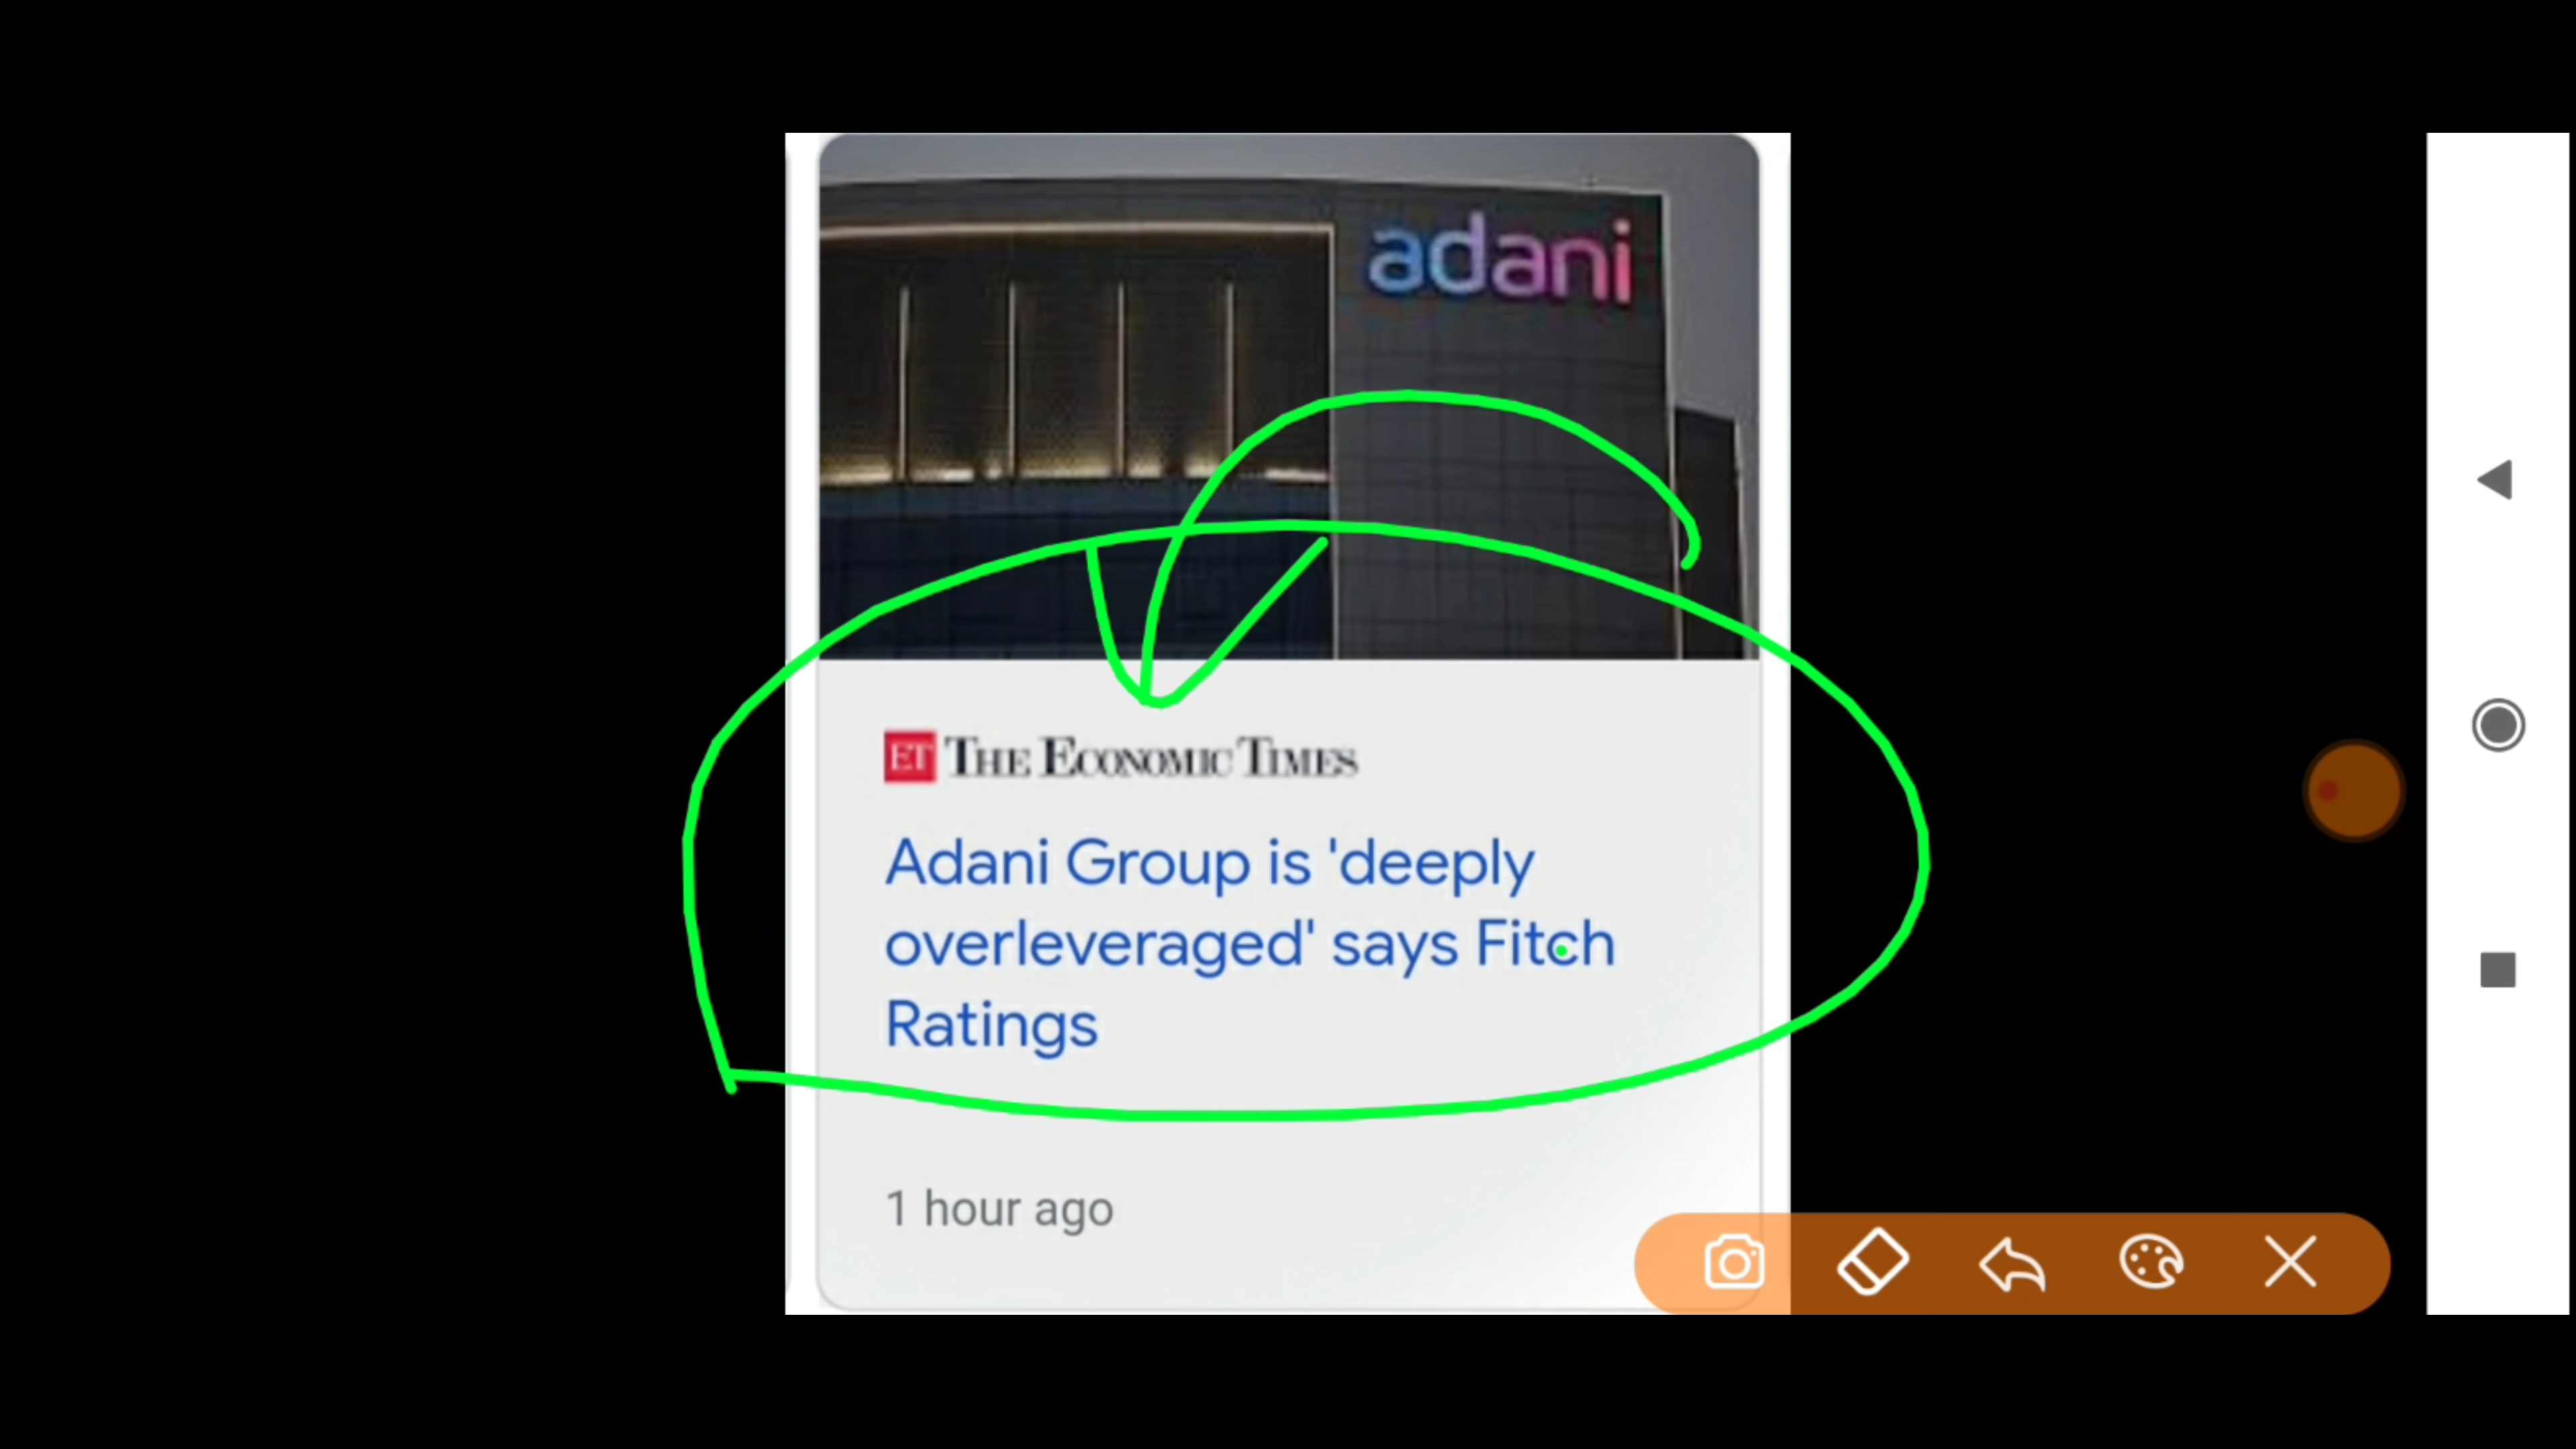 adani
ET THE ECONOMIC TIMES
Adani Group is 'deeply
overleveraged' says Fitch
Ratings
1 hour ago